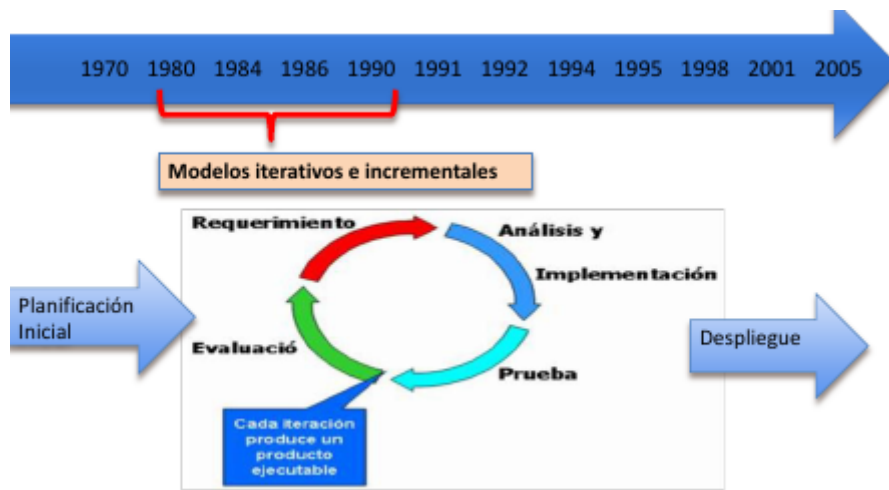 1970 1980 1984 1986 1990 1991 1992 1994 1995 1998 2001 2005
Modelos iterativos e incrementales
Requerimiento
Análisis y
Implementación
Planificación
Inicial
Despliegue
Evaluació
Prueba
Cada iteración
produce un
producto
ejecutable